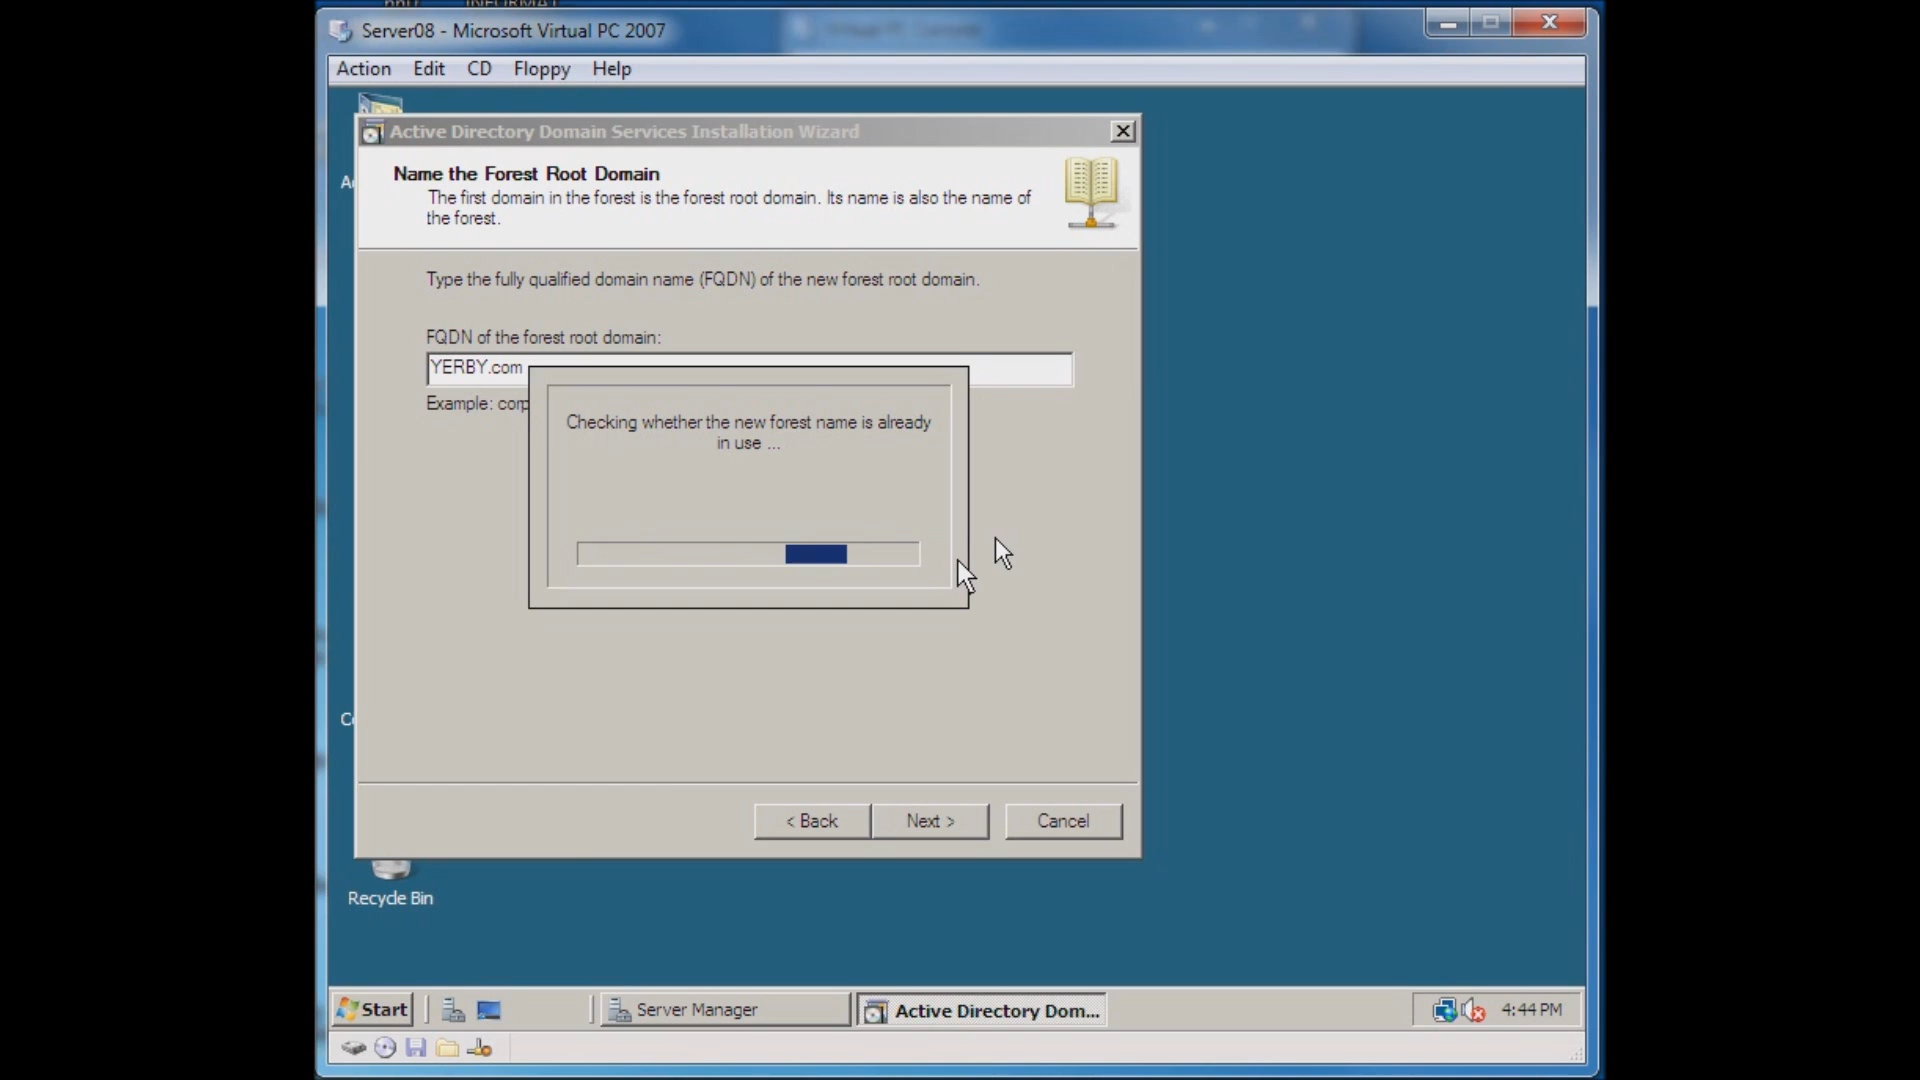 Server08 - Microsoft Virtual PC 2007
Action Edit CD Floppy Help
Active Directory Domain Services Installation Wizard
Name the Forest Root Domain
The first domain in the forest is the forest root domain. Its name is also the name of
the forest.
Type the fully qualified domain name (FQDN) of the new forest root domain.
FQDN of the forest root domain:
YERBY.com
Example: corp
Checking whether the new forest name is already
in use ...
< Back Next > Cancel
Recycle Bin
Start Server Manager Active Directory Dom... 4:44 PM